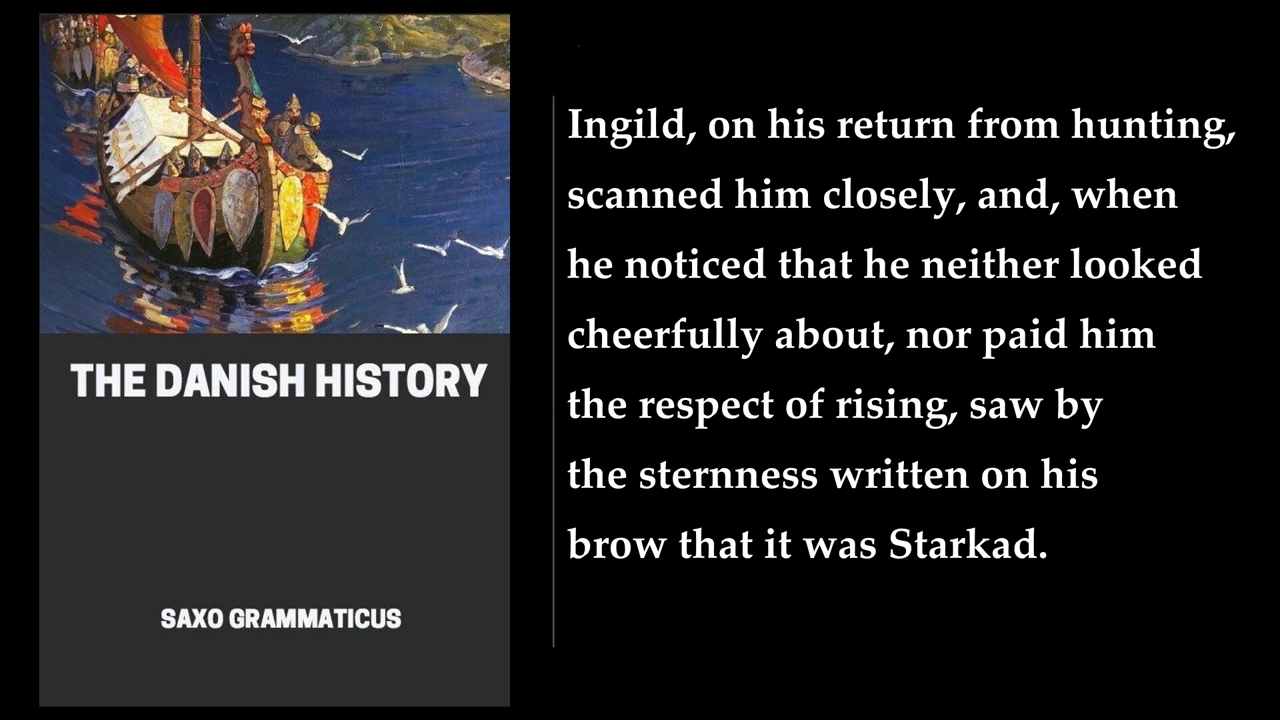 THE DANISH HISTORY
SAXO GRAMMATICUS
Ingild, on his return from hunting,
scanned him closely, and, when
he noticed that he neither looked
cheerfully about, nor paid him
the respect of rising, saw by
the sternness written on his
brow that it was Starkad.